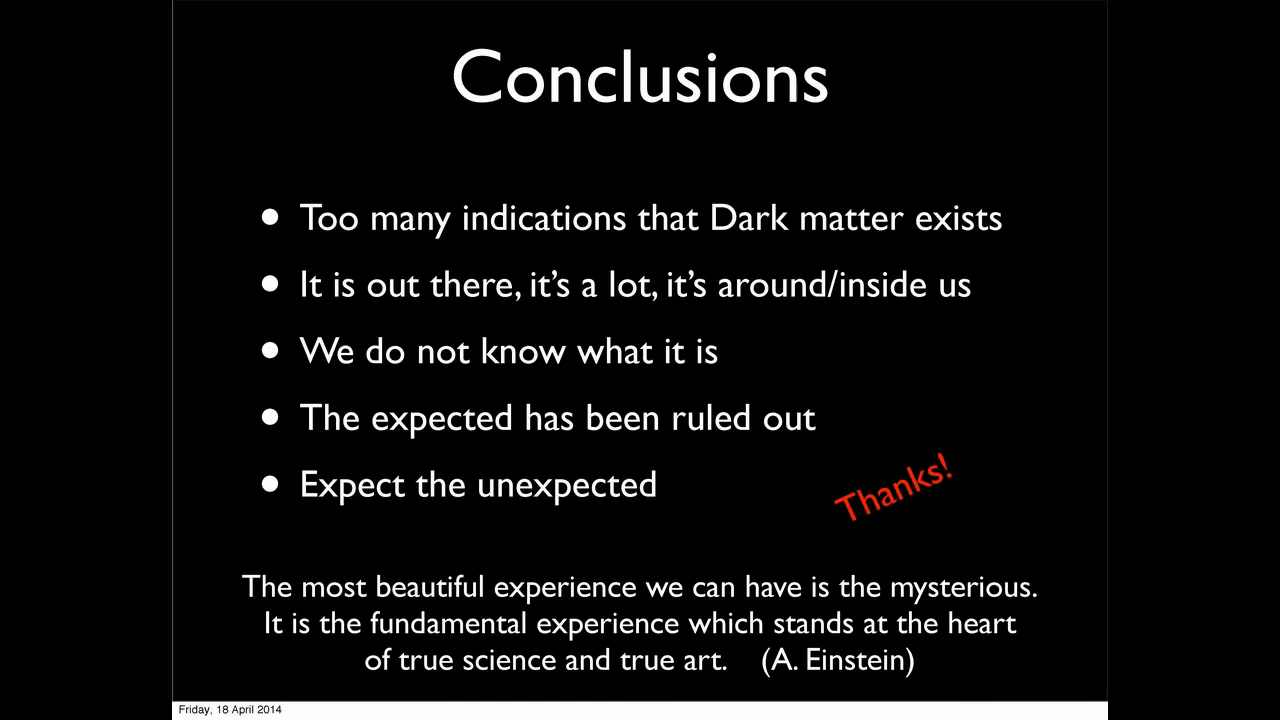 Conclusions
• Too many indications that Dark matter exists
• It is out there, it's a lot, it's around/inside us
• We do not know what it is
• The expected has been ruled out
• Expect the unexpected
Thanks!
The most beautiful experience we can have is the mysterious.
It is the fundamental experience which stands at the heart
of true science and true art. (A. Einstein)
Friday, 18 April 2014